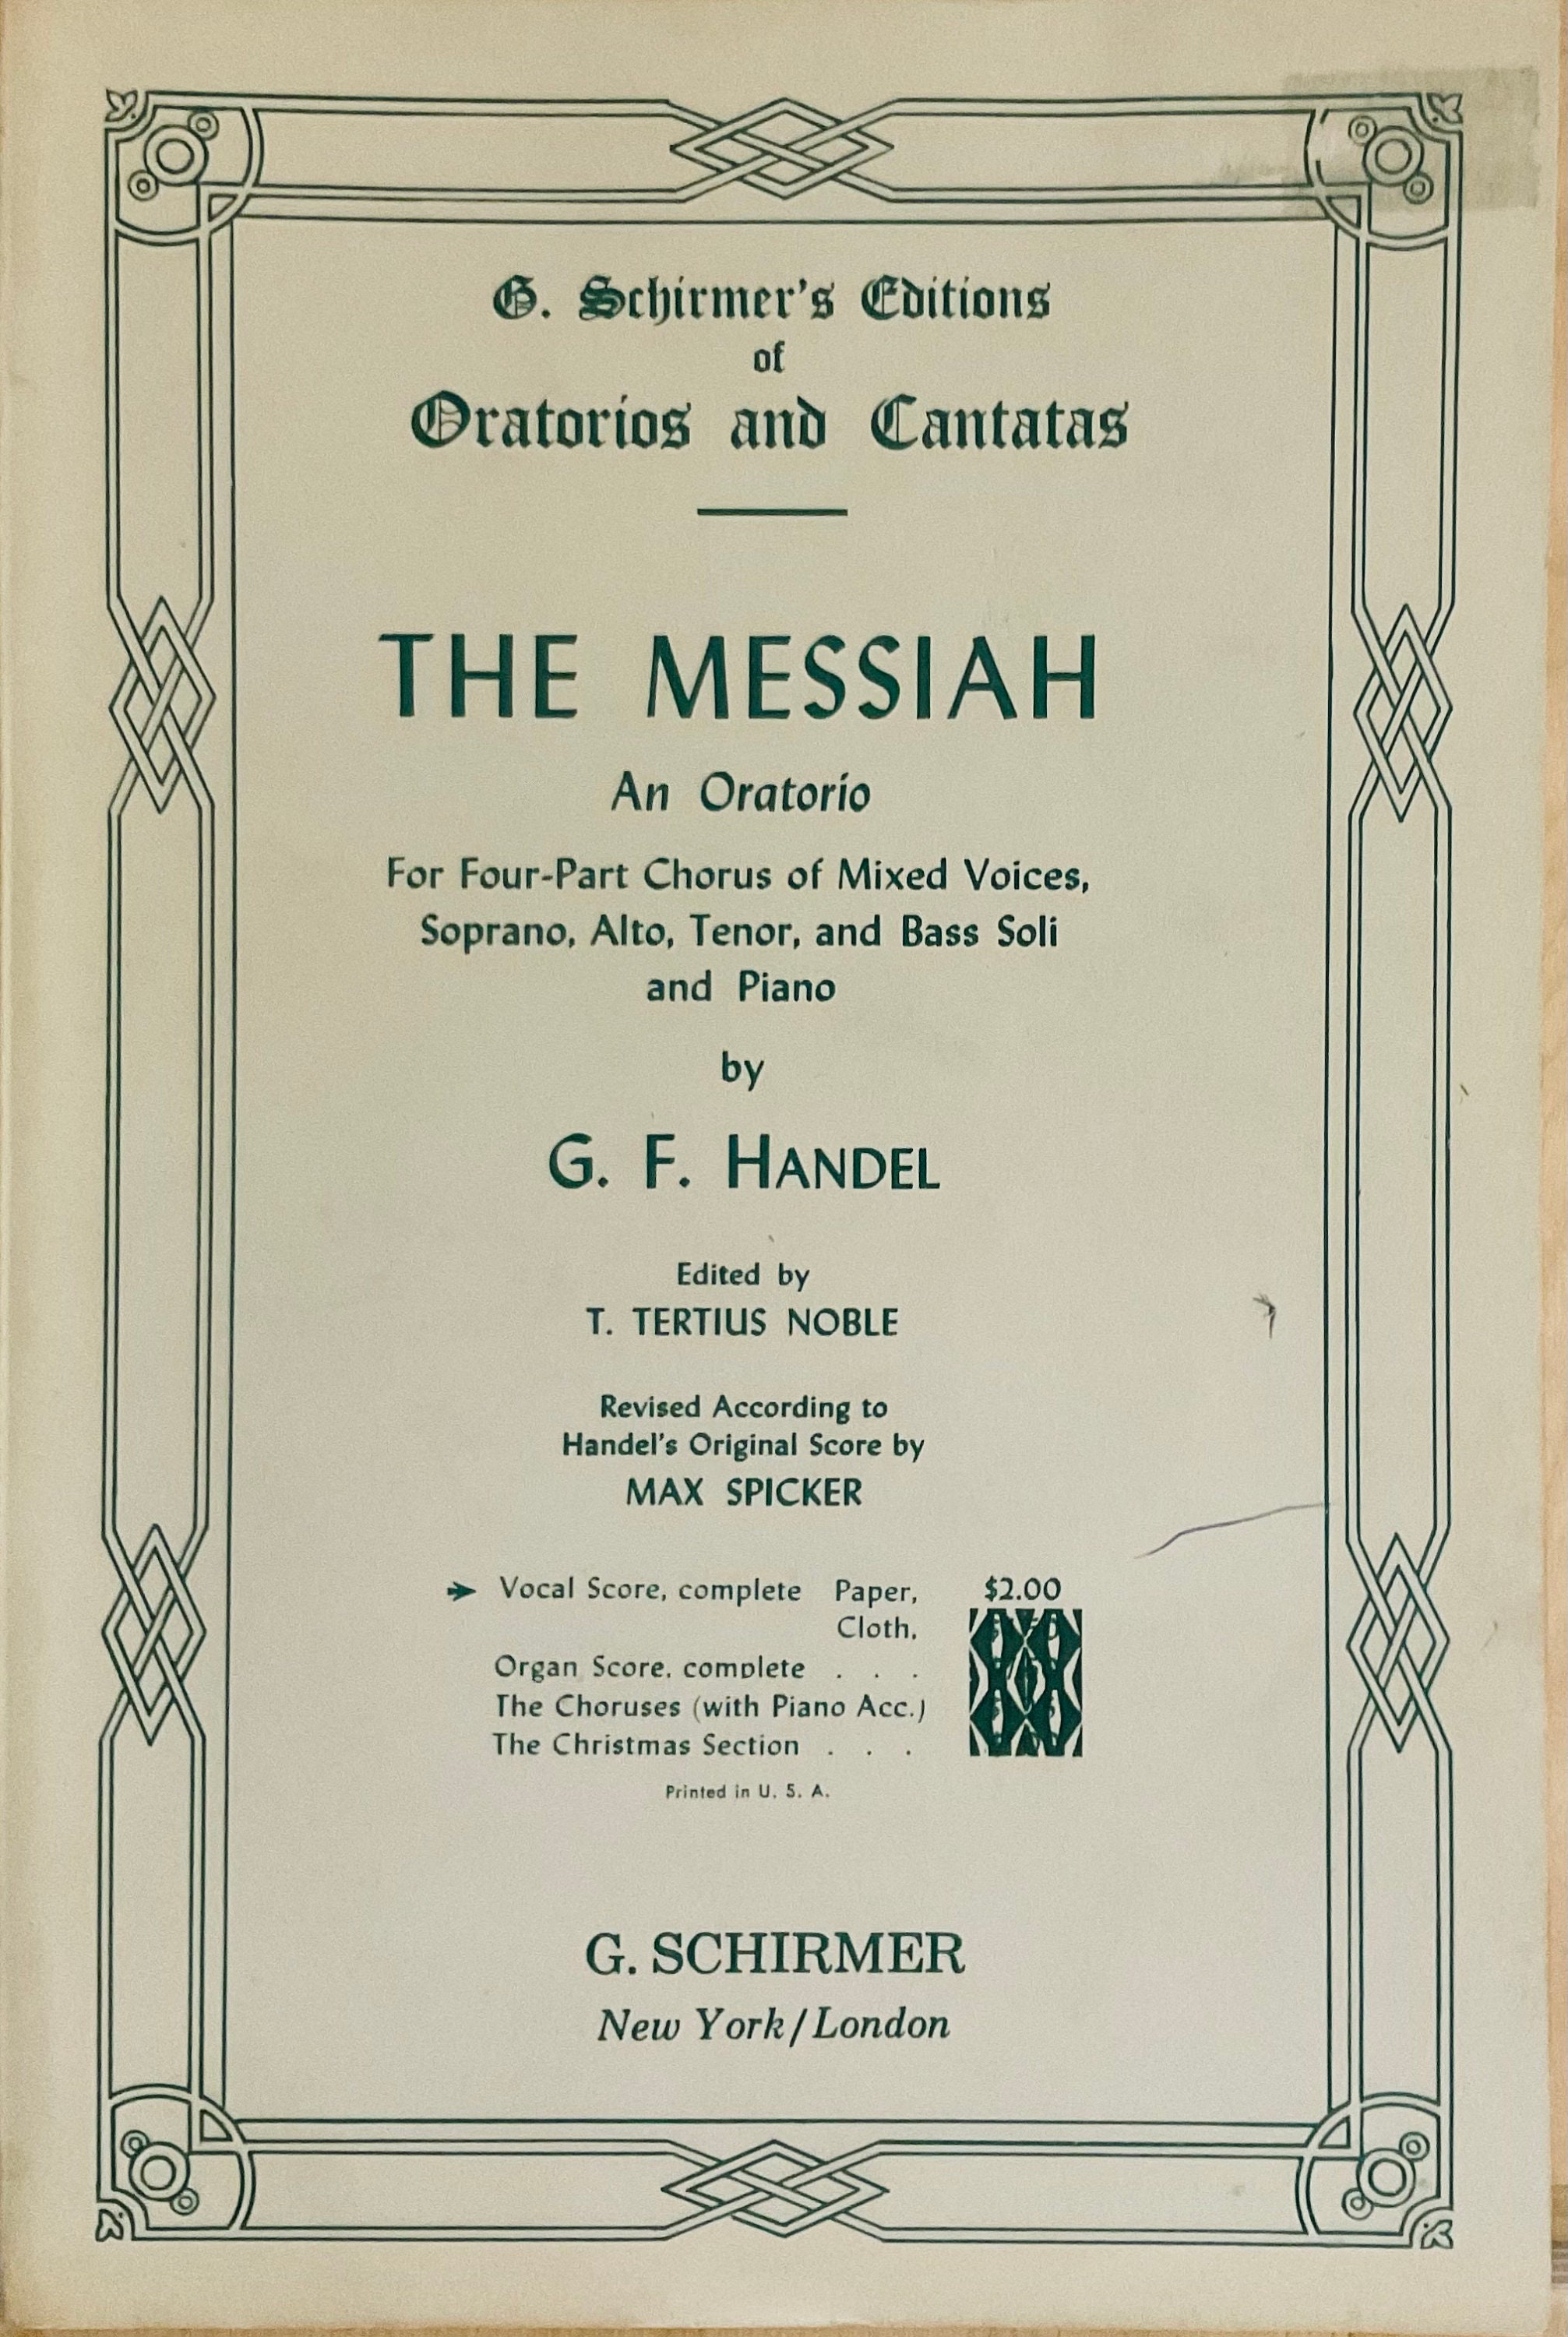 G. Schirmer's Editions
of
Oratorios and Cantatas
THE MESSIAH
An Oratorio
For Four-Part Chorus of Mixed Voices,
Soprano, Alto, Tenor, and Bass Soli
and Piano
by
G. F. HANDEL
Edited by
T. TERTIUS NOBLE
Revised According to
Handel's Original Score by
MAX SPICKER
Vocal Score, complete Paper, $2.00
Cloth,
Organ Score, complete . . .
The Choruses (with Piano Acc.)
The Christmas Section . . .
Printed in U. S. A.
G. SCHIRMER
New York/London